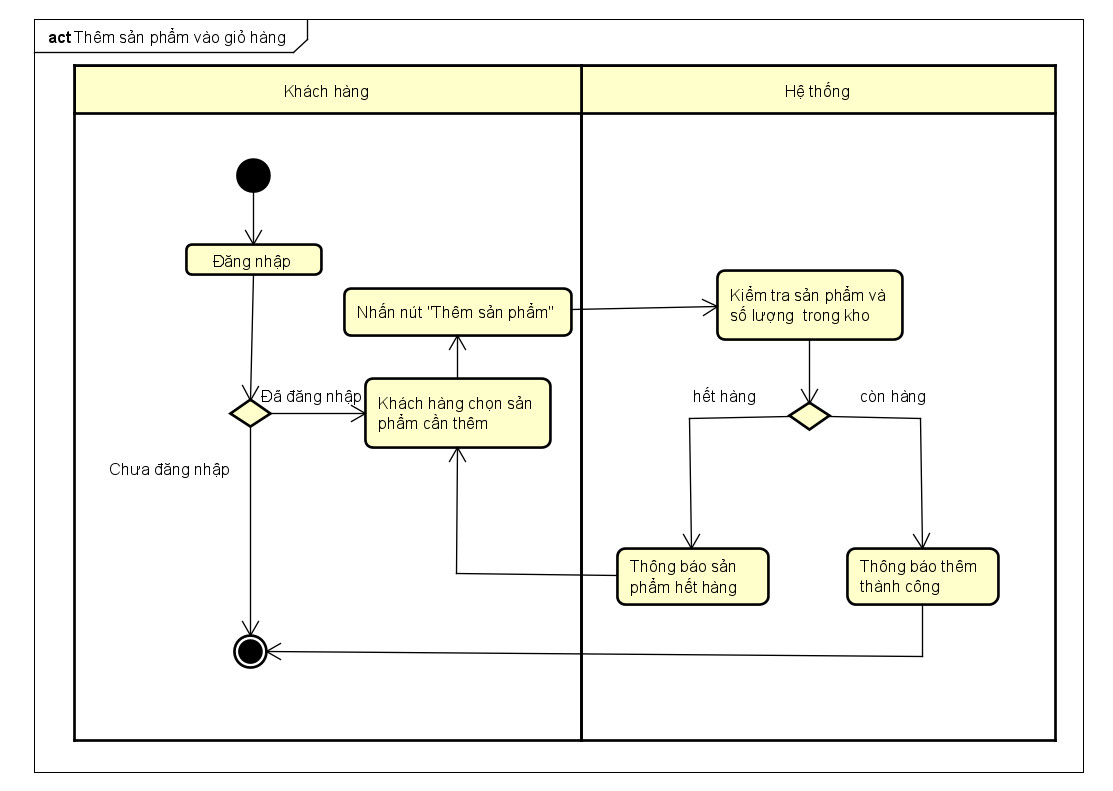 act Thêm sản phẩm vào giỏ hàng
Khách hàng
Hệ thống
Đăng nhập
Nhấn nút "Thêm sản phẩm"
Kiểm tra sản phẩm và
số lượng trong kho
Đã đăng nhập
Khách hàng chọn sản
phẩm cần thêm
hết hàng
còn hàng
Chưa đăng nhập
Thông báo sản
phẩm hết hàng
Thông báo thêm
thành công